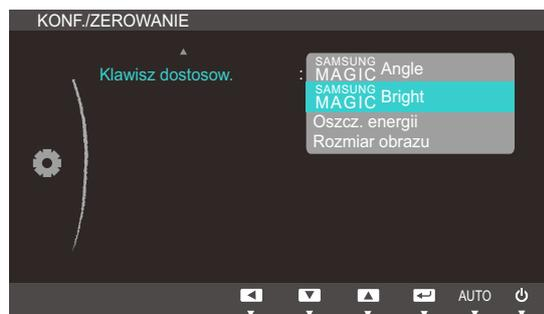 KONF./ZEROWANIE
Klawisz dostosow. : SAMSUNG MAGIC Angle
SAMSUNG MAGIC Bright
Oszcz. energii
Rozmiar obrazu
AUTO